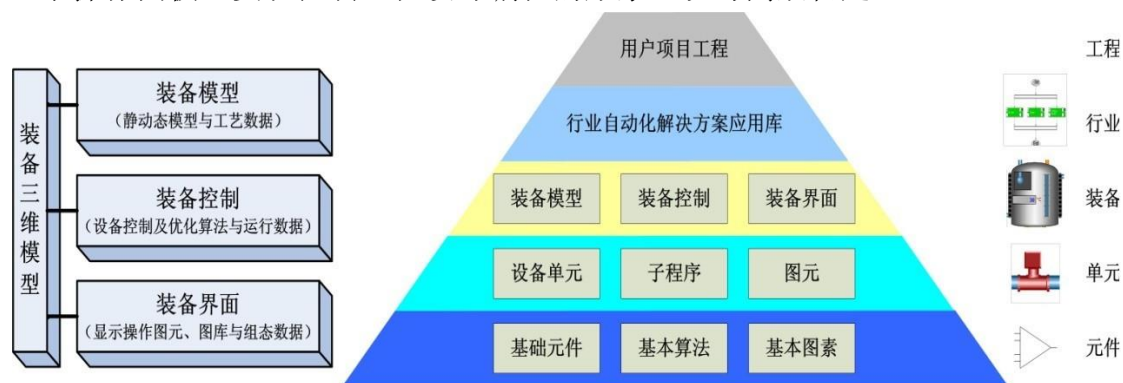 装备三维模型
装备模型
(静动态模型与工艺数据)
装备控制
(设备控制及优化算法与运行数据)
装备界面
(显示操作图元、图库与组态数据)
用户项目工程
工程
行业自动化解决方案应用库
行业
装备模型 装备控制 装备界面
装备
设备单元 子程序 图元
单元
基础元件 基本算法 基本图素
元件